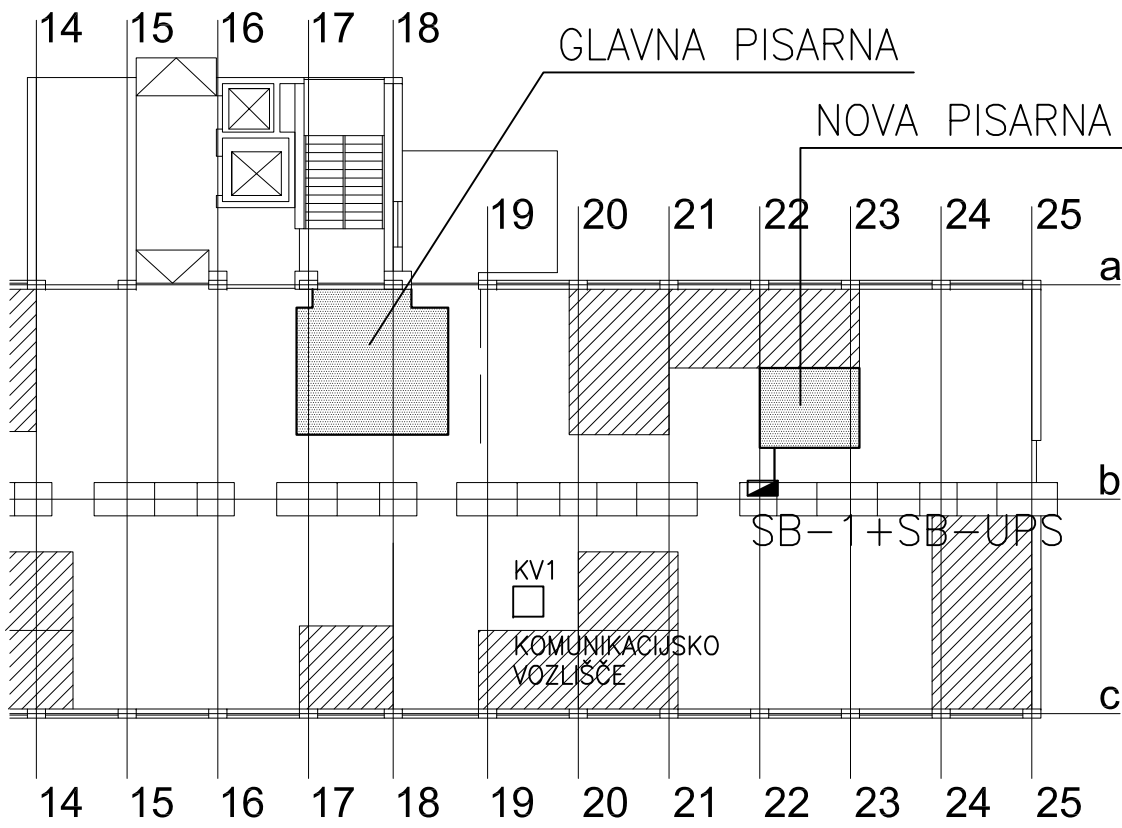 14 15 16 17 18
GLAVNA PISARNA
NOVA PISARNA
19 20 21 22 23 24 25
a
b
SB-1+SB-UPS
KV1
KOMUNIKACIJSKO
VOZLIŠČE
c
14 15 16 17 18 19 20 21 22 23 24 25